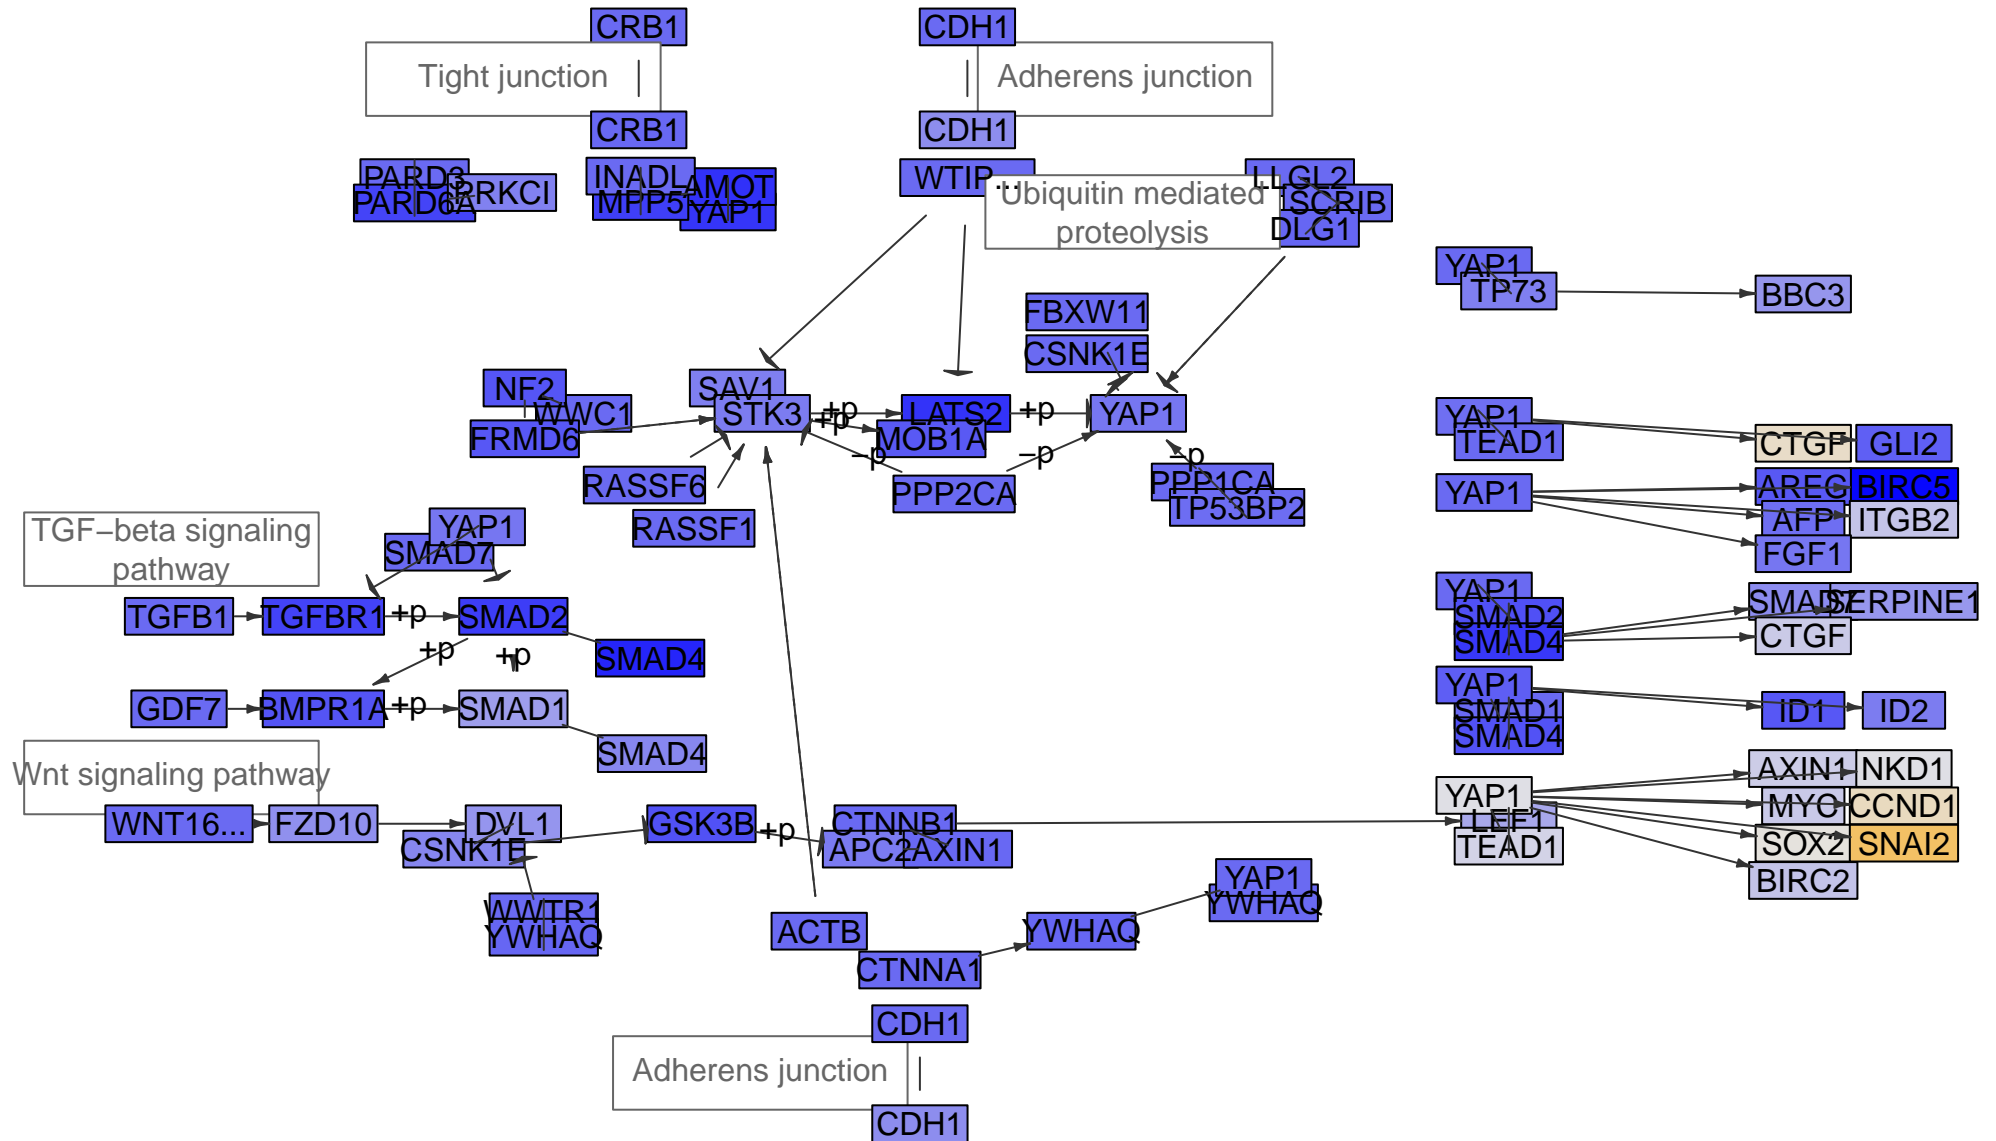 CRB1
CDH1
Tight junction
Adherens junction
CRB1
CDH1
PARD3
PRKCI
PARD6A
INADL
AMOT
MPP5
YAP1
WTIP...
LLGL2
SCRIB
DLG1
Ubiquitin mediated
proteolysis
YAP1
TP73
BBC3
FBXW11
CSNK1E
NF2
WWC1
FRMD6
SAV1
STK3
+p
+p
LATS2
MOB1A
+p
YAP1
−p
−p
−p
RASSF6
RASSF1
PPP2CA
PPP1CA
TP53BP2
YAP1
TEAD1
CTGF
GLI2
YAP1
AREG
BIRC5
AFP
ITGB2
FGF1
TGF−beta signaling
pathway
YAP1
SMAD7
TGFB1
TGFBR1
+p
SMAD2
+p
+p
SMAD4
GDF7
BMPR1A
+p
SMAD1
SMAD4
YAP1
SMAD2
SMAD4
SMAD7
SERPINE1
CTGF
YAP1
SMAD1
SMAD4
ID1
ID2
Wnt signaling pathway
WNT16...
FZD10
DVL1
CSNK1E
GSK3B
+p
CTNNB1
APC2
AXIN1
YAP1
LEF1
TEAD1
AXIN1
NKD1
MYC
CCND1
SOX2
SNAI2
BIRC2
WWTR1
YWHAQ
ACTB
CTNNA1
YWHAQ
YAP1
YWHAQ
CDH1
Adherens junction
CDH1